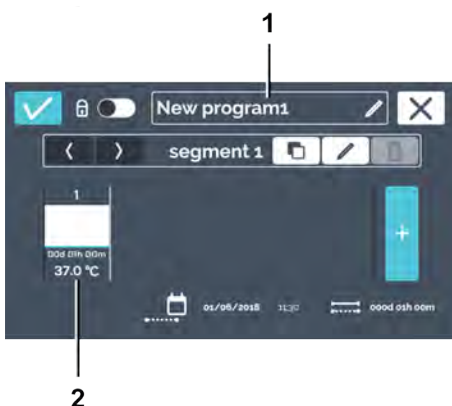 1
New program1
segment 1
1
00d 01h 00m
37.0 °C
+
01/06/2018 11:30 000d 01h 00m
2